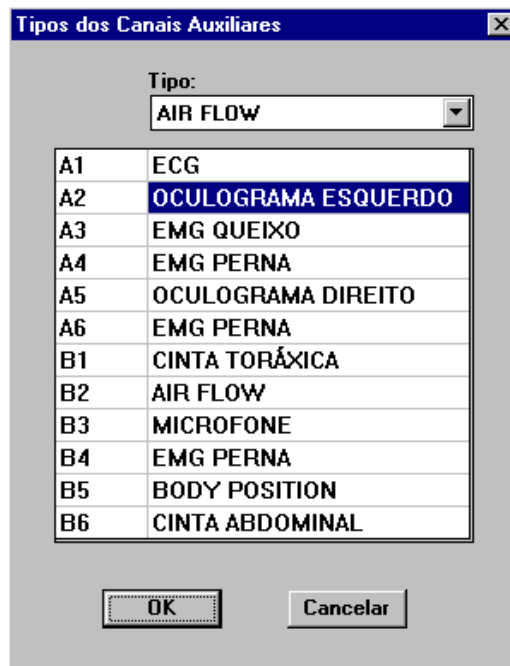 Tipos dos Canais Auxiliares
Tipo:
AIR FLOW
A1 ECG
A2 OCULOGRAMA ESQUERDO
A3 EMG QUEIXO
A4 EMG PERNA
A5 OCULOGRAMA DIREITO
A6 EMG PERNA
B1 CINTA TORÁXICA
B2 AIR FLOW
B3 MICROFONE
B4 EMG PERNA
B5 BODY POSITION
B6 CINTA ABDOMINAL
OK Cancelar